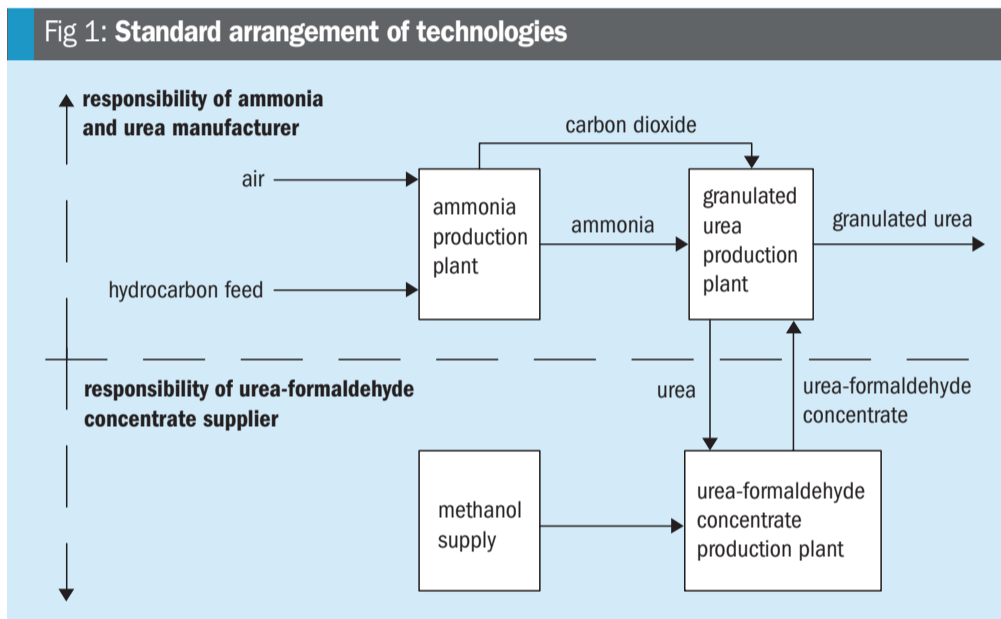 Fig 1: Standard arrangement of technologies
responsibility of ammonia
and urea manufacturer
carbon dioxide
air
ammonia
production
plant
ammonia
granulated
urea
production
plant
granulated urea
hydrocarbon feed
responsibility of urea-formaldehyde
concentrate supplier
urea
urea-formaldehyde
concentrate
methanol
supply
urea-formaldehyde
concentrate
production plant